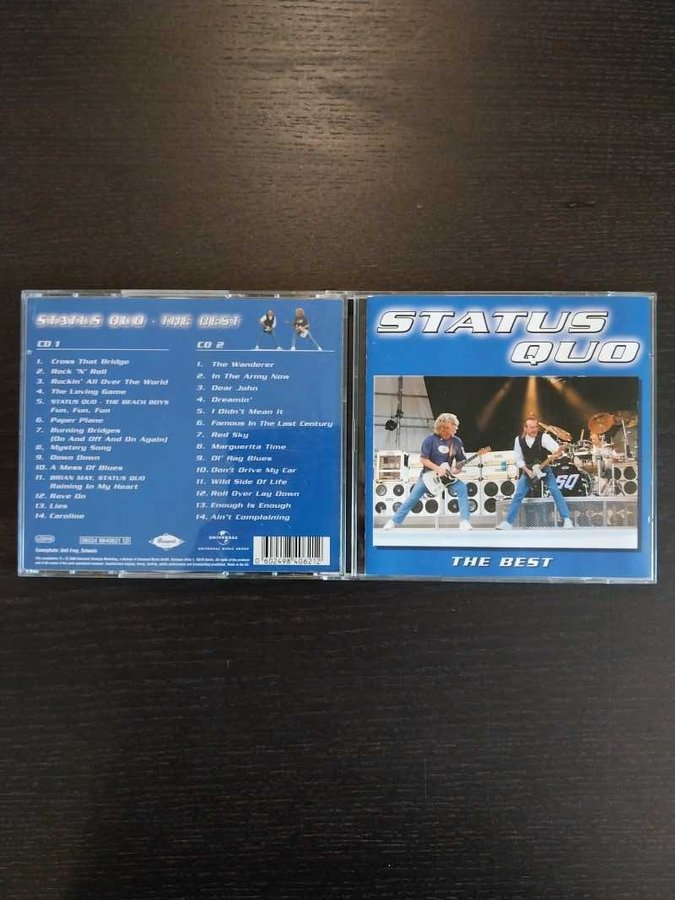 STATUS QUO · THE BEST
CD 1
1. Cross That Bridge
2. Rock 'N' Roll
3. Rockin' All Over The World
4. The Loving Game
5. STATUS QUO - THE BEACH BOYS
Fun, Fun, Fun
6. Paper Plane
7. Burning Bridges
(On And Off And On Again)
8. Mystery Song
9. Down Down
10. A Mess Of Blues
11. BRIAN MAY, STATUS QUO
Raining In My Heart
12. Rave On
13. Lies
14. Caroline
CD 2
1. The Wanderer
2. In The Army Now
3. Dear John
4. Dreamin'
5. I Didn't Mean It
6. Famous In The Last Century
7. Red Sky
8. Marguerita Time
9. Ol' Rag Blues
10. Don't Drive My Car
11. Wild Side Of Life
12. Roll Over Lay Down
13. Enough Is Enough
14. Ain't Complaining
UNIVERSAL
UNIVERSAL MUSIC GROUP
0 602498 406212
STATUS
QUO
THE BEST